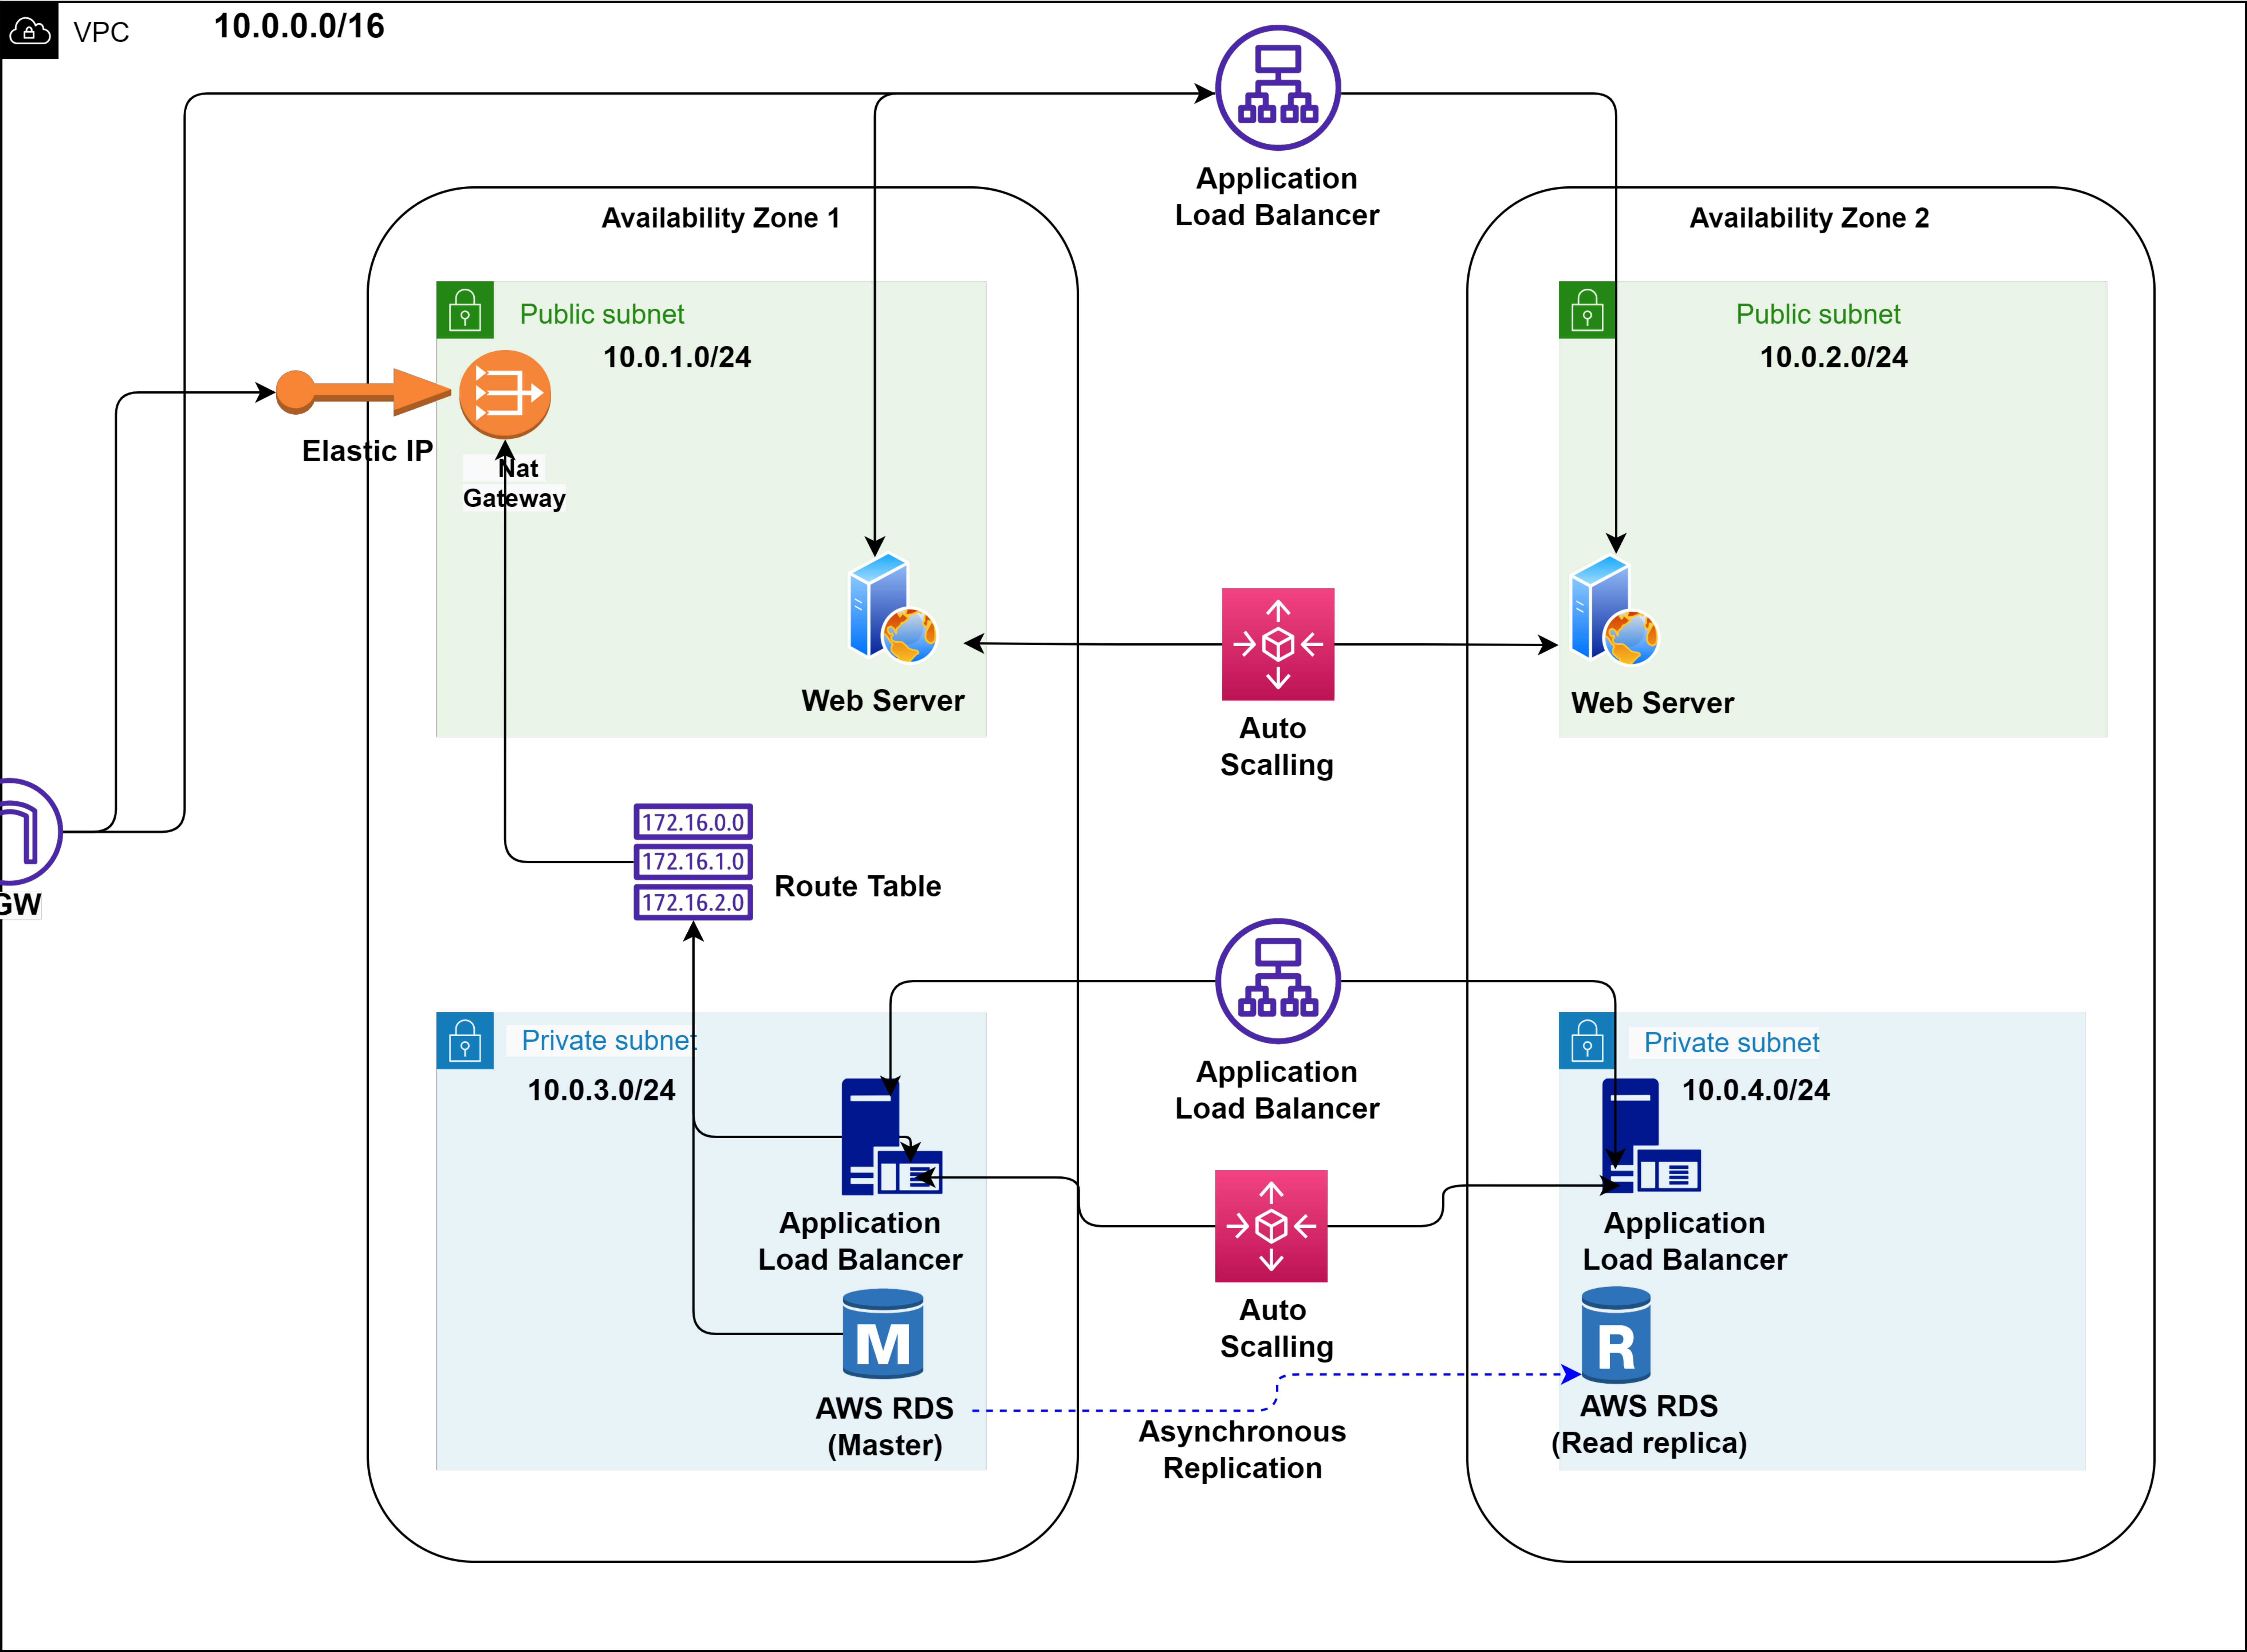 VPC
10.0.0.0/16
Application
Load Balancer
Availability Zone 1
Availability Zone 2
Public subnet
10.0.1.0/24
Public subnet
10.0.2.0/24
Elastic IP
Nat
Gateway
Web Server
Web Server
Auto
Scalling
172.16.0.0
172.16.1.0
172.16.2.0
Route Table
GW
Private subnet
10.0.3.0/24
Application
Load Balancer
Private subnet
10.0.4.0/24
Application
Load Balancer
Application
Load Balancer
Auto
Scalling
M
R
AWS RDS
(Master)
Asynchronous
Replication
AWS RDS
(Read replica)